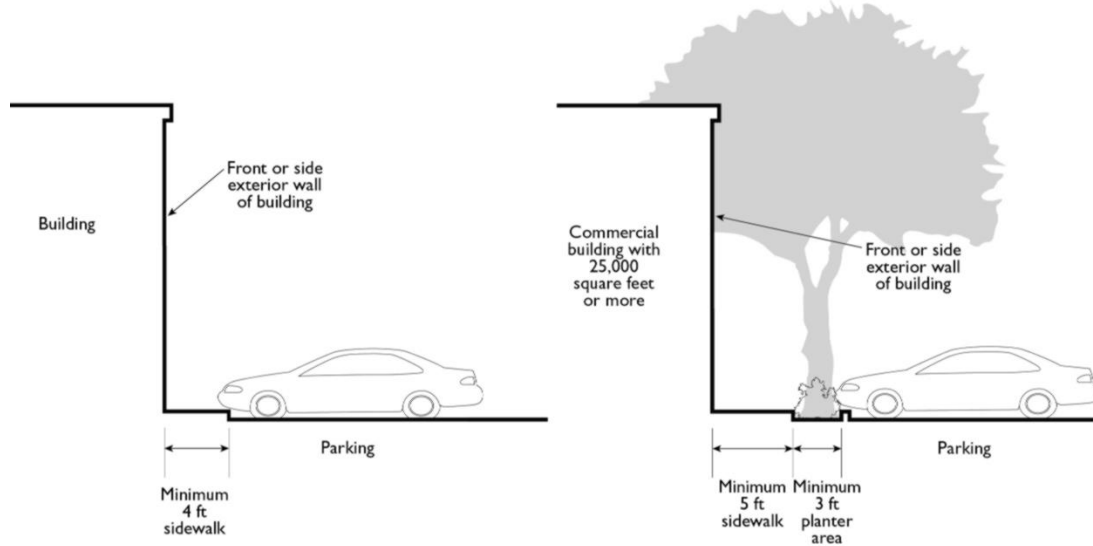 Front or side
exterior wall
of building
Building
Parking
Minimum
4 ft
sidewalk
Commercial
building with
25,000
square feet
or more
Front or side
exterior wall
of building
Parking
Minimum
5 ft
sidewalk
Minimum
3 ft
planter
area